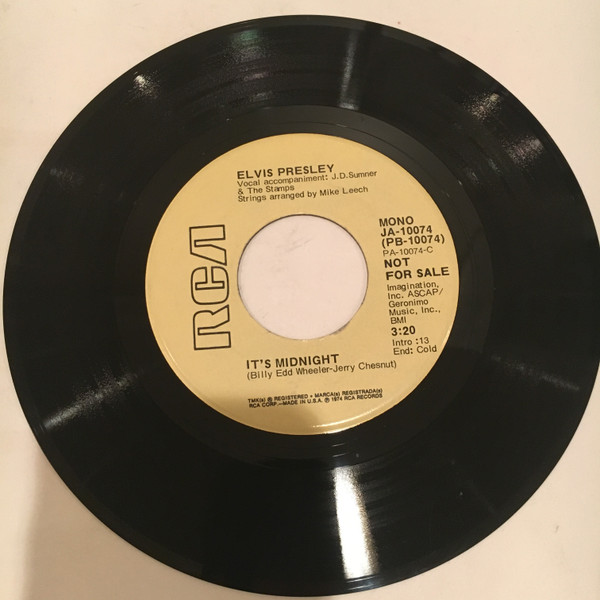 ELVIS PRESLEY
Vocal accompaniment: J.D.Sumner
& The Stamps
Strings arranged by Mike Leech
RCA
MONO
JA-10074
(PB-10074)
PA-10074-C
NOT
FOR SALE
Imagination,
Inc. ASCAP/
Geronimo
Music, Inc.,
BMI
3:20
Intro :13
End: Cold
IT'S MIDNIGHT
(Billy Edd Wheeler-Jerry Chesnut)
TMK(s) ® REGISTERED • MARCA(s) REGISTRADA(s)
RCA CORP.—MADE IN U.S.A. ℗ 1974 RCA RECORDS